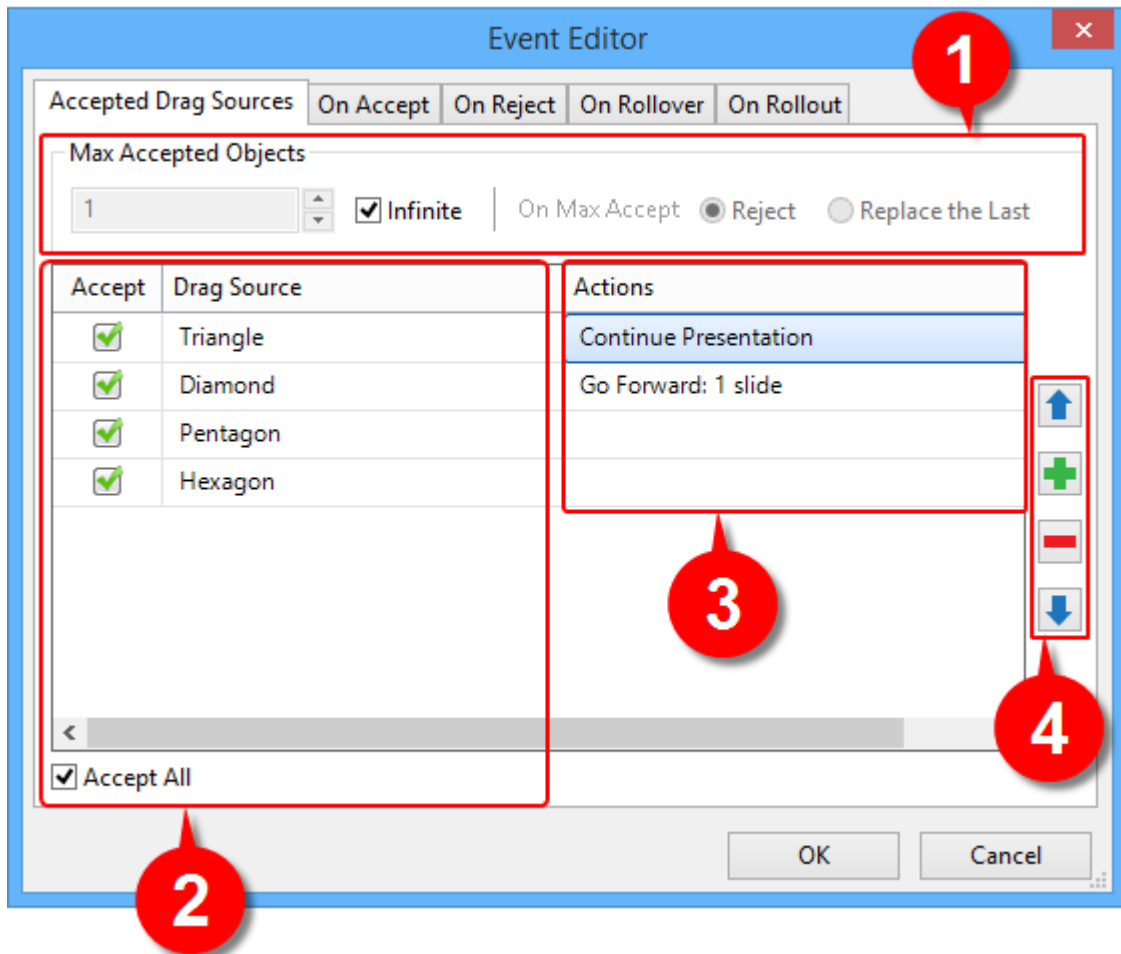 Event Editor
1
Accepted Drag Sources On Accept On Reject On Rollover On Rollout
Max Accepted Objects
1 Infinite On Max Accept Reject Replace the Last
Accept Drag Source Actions
Triangle Continue Presentation
Diamond Go Forward: 1 slide
Pentagon
Hexagon
3
4
Accept All
OK Cancel
2